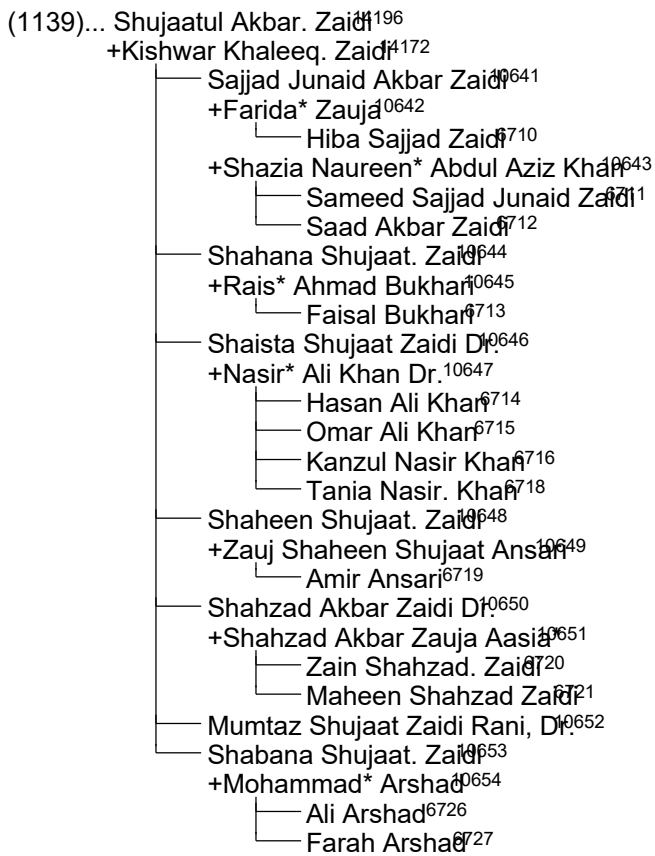 (1139)... Shujaatul Akbar. Zaidi14196
+Kishwar Khaleeq. Zaidi14172
Sajjad Junaid Akbar Zaidi10641
+Farida* Zauja10642
Hiba Sajjad Zaidi6710
+Shazia Naureen* Abdul Aziz Khan10643
Sameed Sajjad Junaid Zaidi6711
Saad Akbar Zaidi6712
Shahana Shujaat. Zaidi10644
+Rais* Ahmad Bukhari10645
Faisal Bukhari6713
Shaista Shujaat Zaidi Dr.10646
+Nasir* Ali Khan Dr.10647
Hasan Ali Khan6714
Omar Ali Khan6715
Kanzul Nasir Khan6716
Tania Nasir. Khan6718
Shaheen Shujaat. Zaidi10648
+Zauj Shaheen Shujaat Ansari10649
Amir Ansari6719
Shahzad Akbar Zaidi Dr.10650
+Shahzad Akbar Zauja Aasia*10651
Zain Shahzad. Zaidi6720
Maheen Shahzad Zaidi6721
Mumtaz Shujaat Zaidi Rani, Dr.10652
Shabana Shujaat. Zaidi10653
+Mohammad* Arshad10654
Ali Arshad6726
Farah Arshad6727